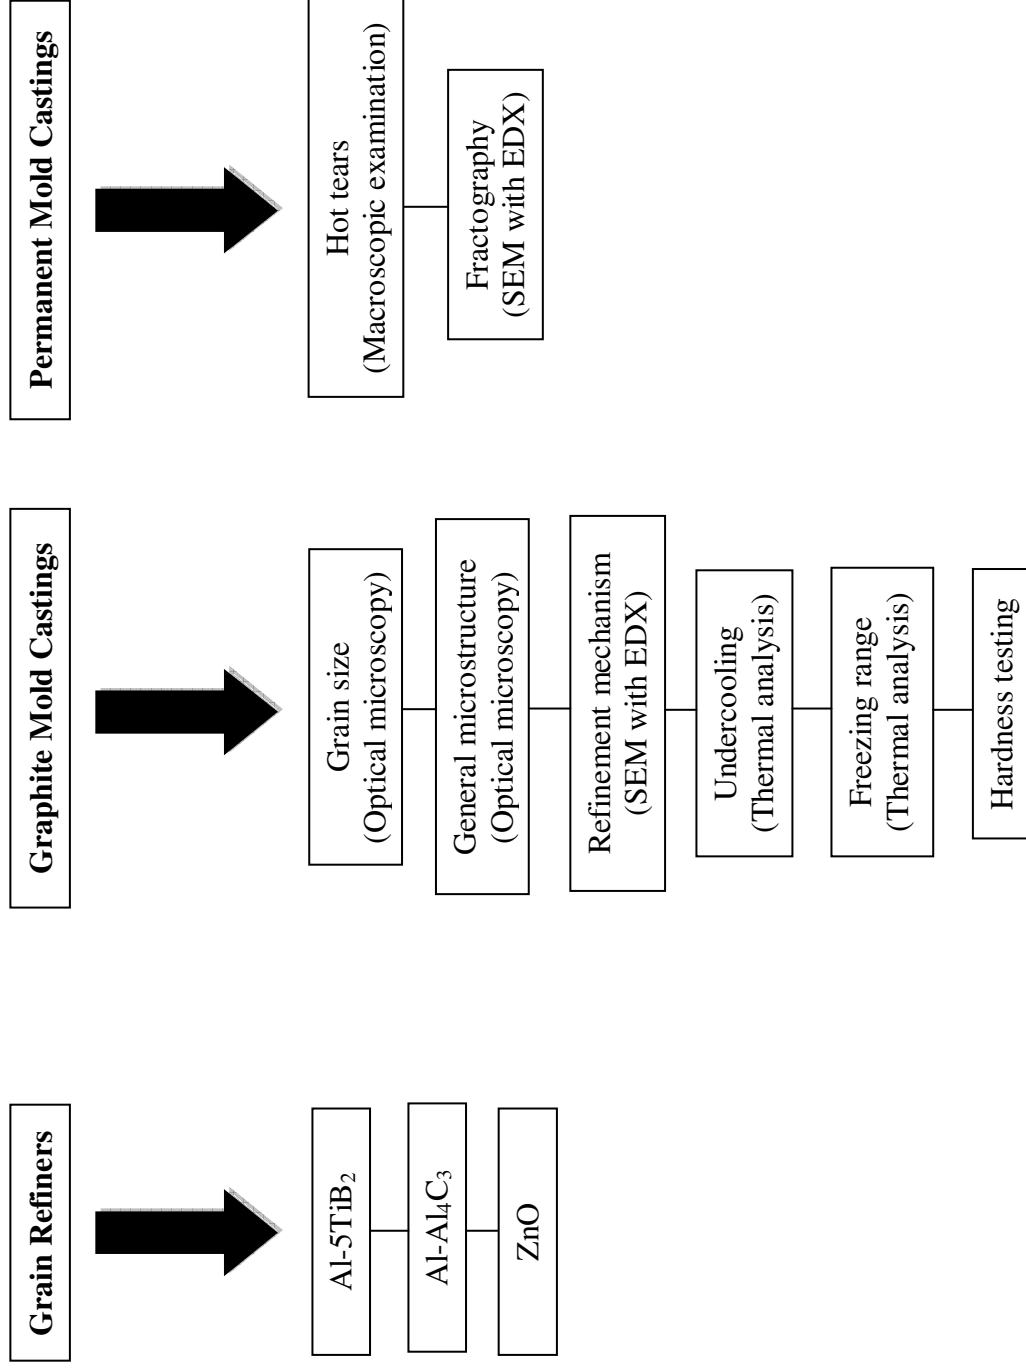 Grain Refiners
Al-5TiB₂
Al-Al₄C₃
ZnO
Graphite Mold Castings
Grain size
(Optical microscopy)
General microstructure
(Optical microscopy)
Refinement mechanism
(SEM with EDX)
Undercooling
(Thermal analysis)
Freezing range
(Thermal analysis)
Hardness testing
Permanent Mold Castings
Hot tears
(Macroscopic examination)
Fractography
(SEM with EDX)